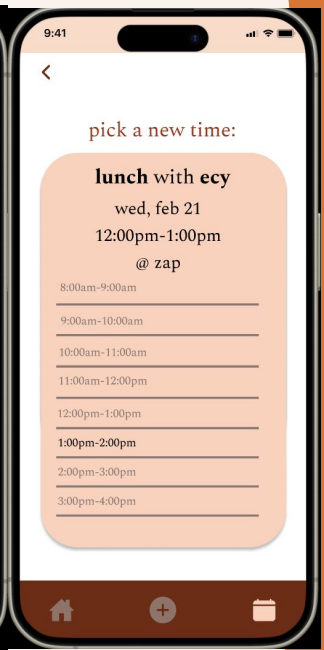 9:41
pick a new time:
lunch with ecy
wed, feb 21
12:00pm-1:00pm
@ zap
8:00am-9:00am
9:00am-10:00am
10:00am-11:00am
11:00am-12:00pm
12:00pm-1:00pm
1:00pm-2:00pm
2:00pm-3:00pm
3:00pm-4:00pm